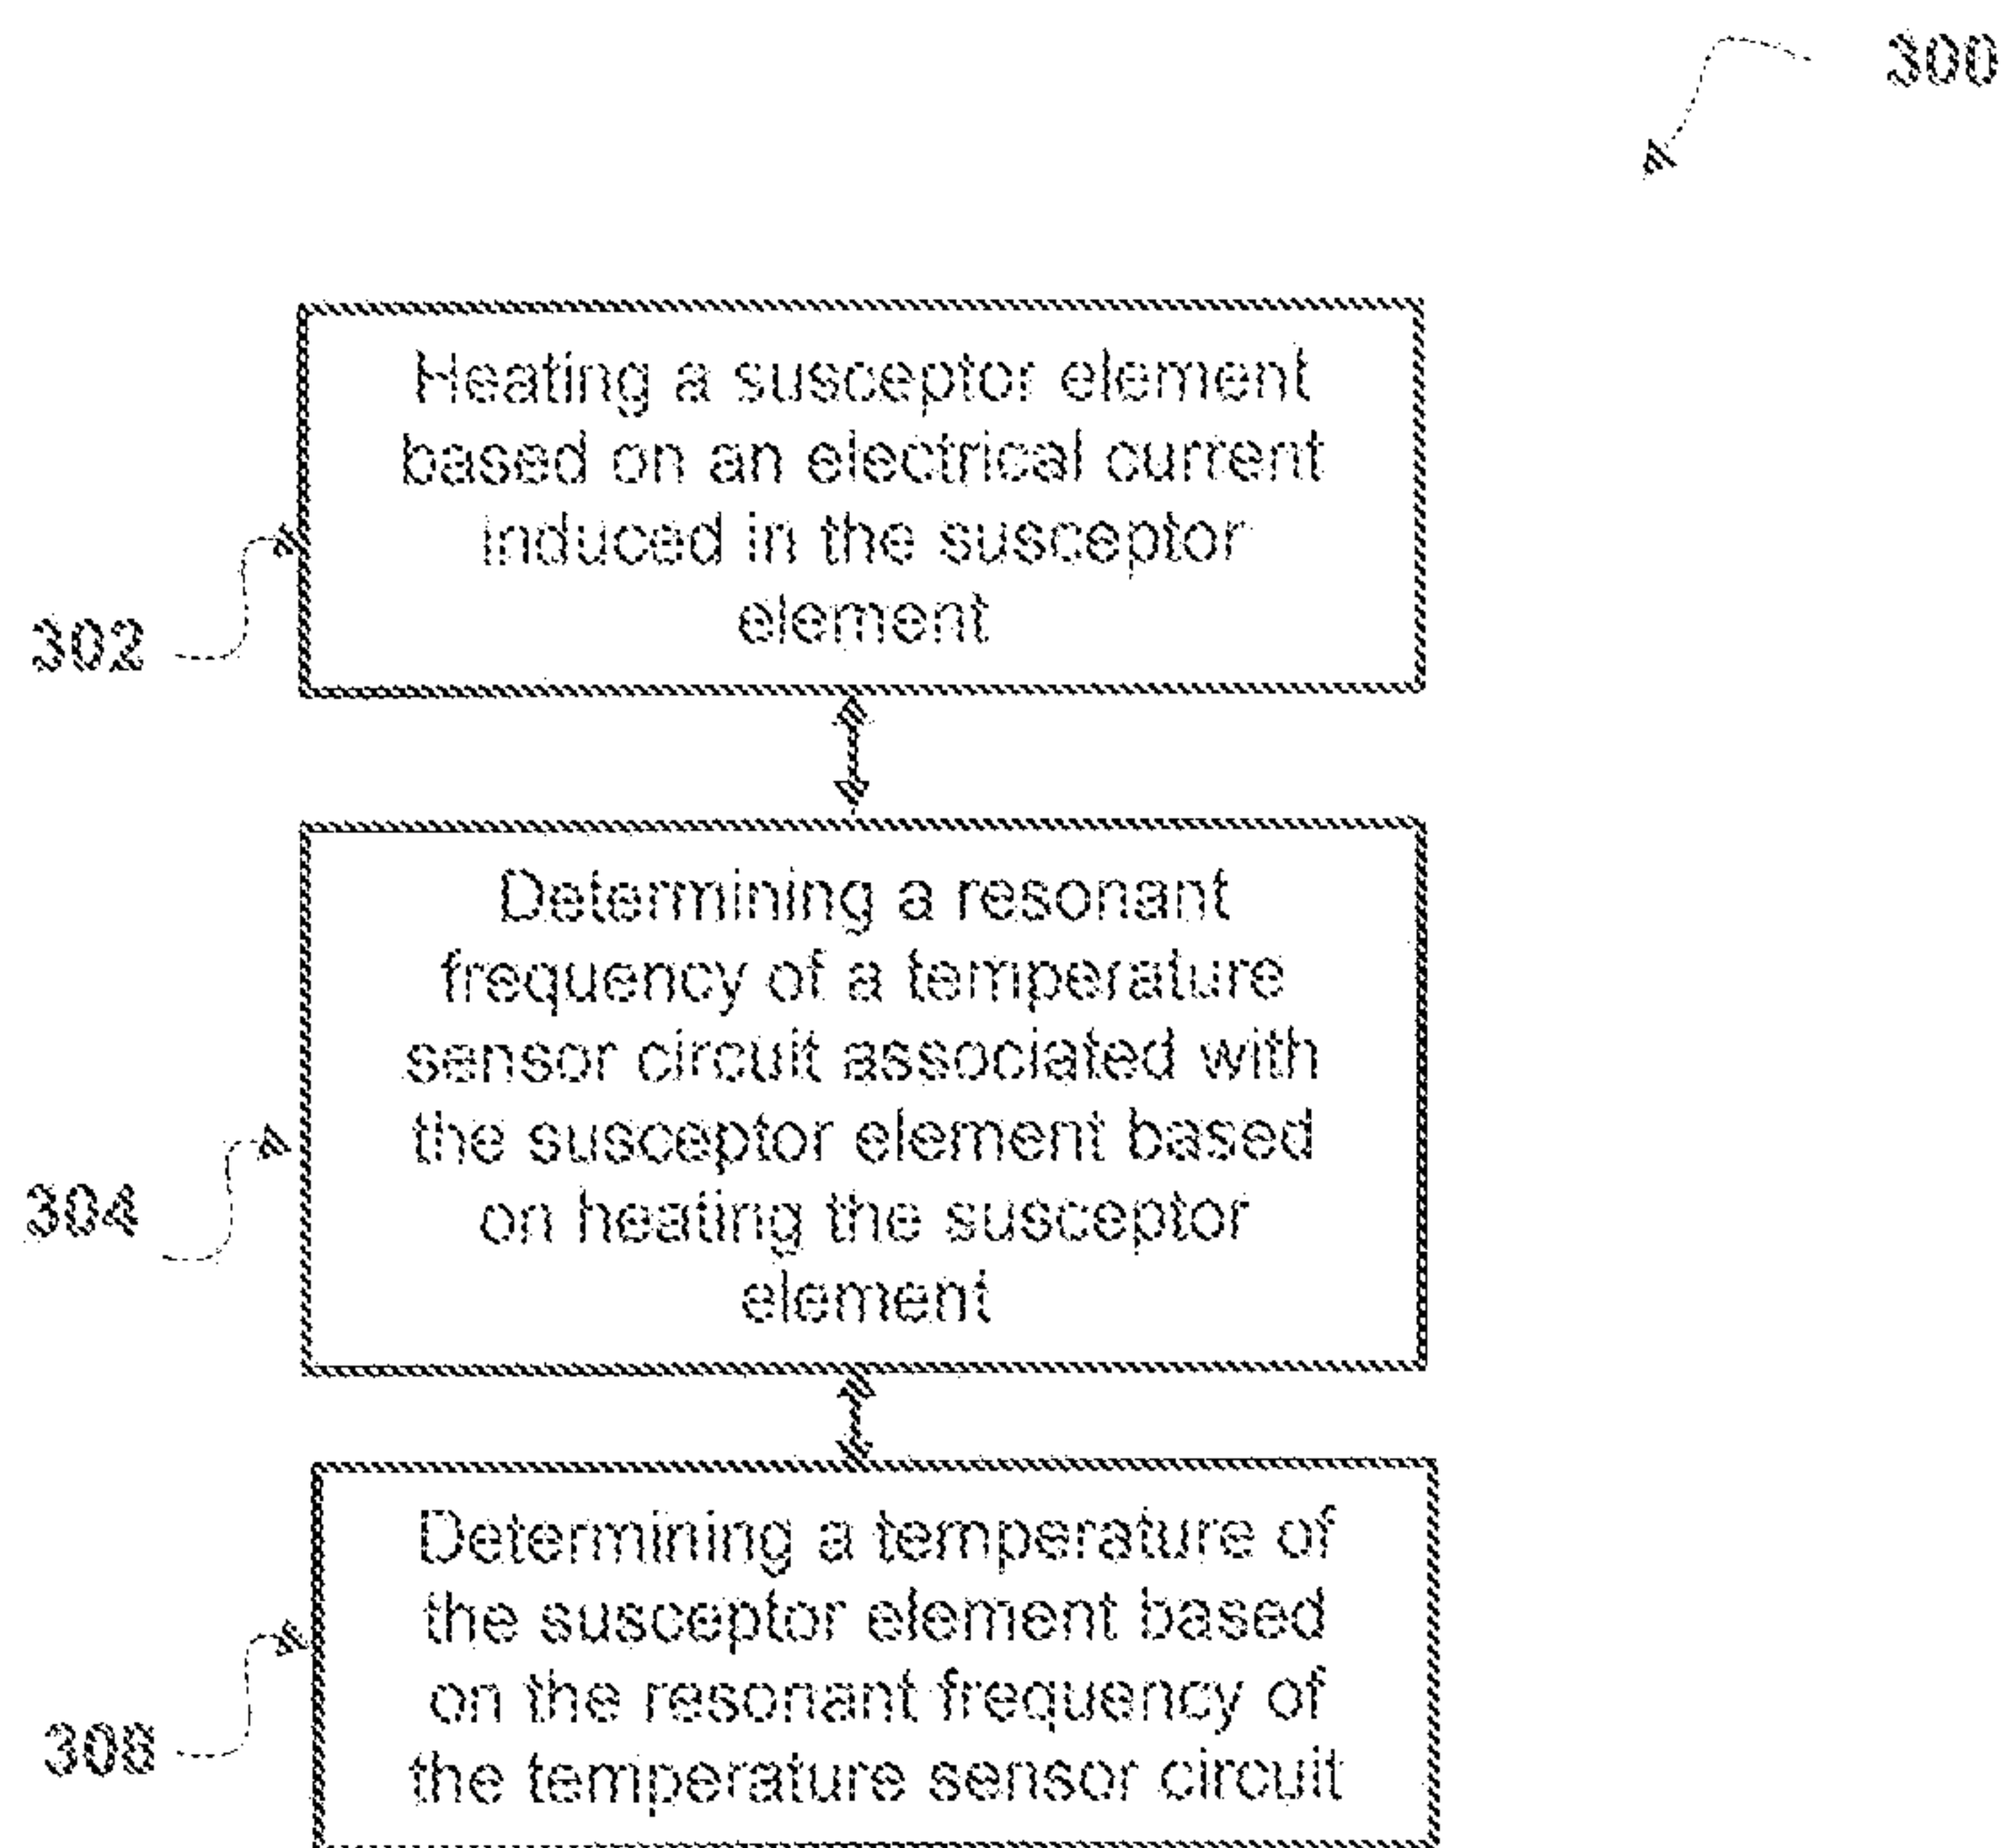 300
Heating a susceptor element
based on an electrical current
induced in the susceptor
element
302
Determining a resonant
frequency of a temperature
sensor circuit associated with
the susceptor element based
on heating the susceptor
element
304
Determining a temperature of
the susceptor element based
on the resonant frequency of
the temperature sensor circuit
308